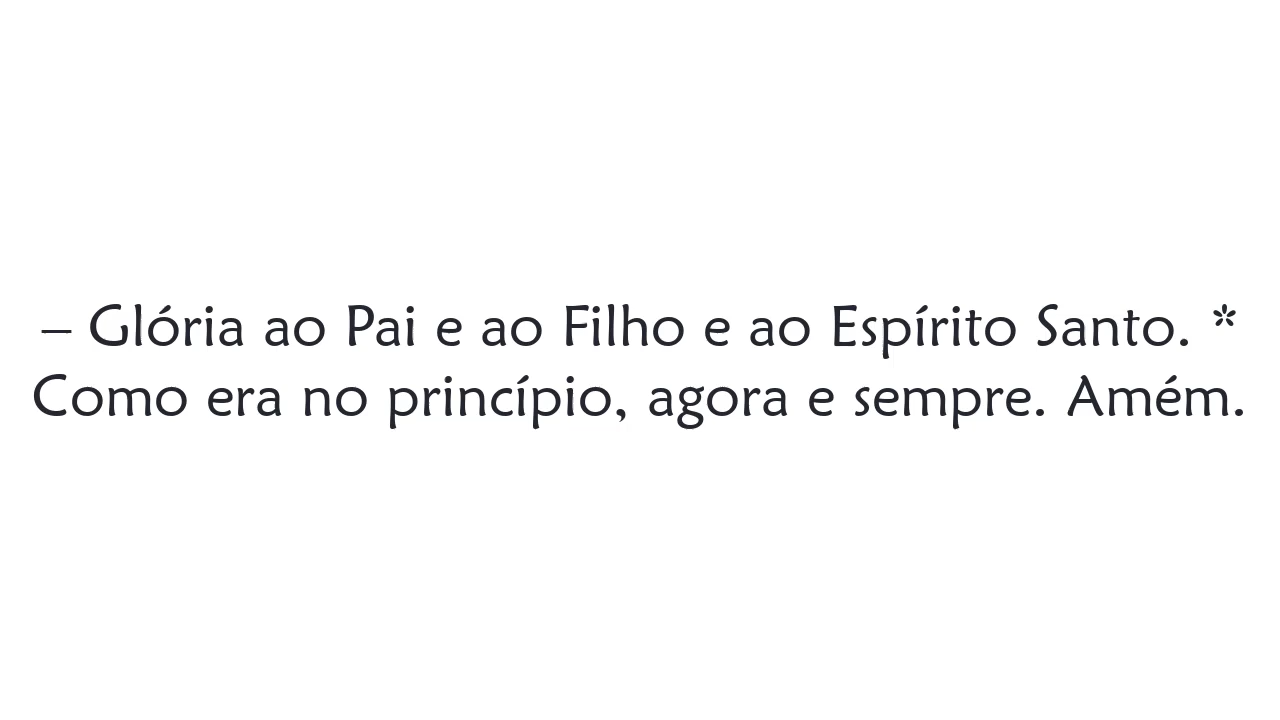 – Glória ao Pai e ao Filho e ao Espírito Santo. *
Como era no princípio, agora e sempre. Amém.